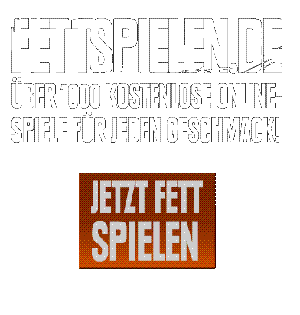 FETTSPIELEN.DE
ÜBER 1000 KOSTENLOSE ONLINE-
SPIELE FÜR JEDEN GESCHMACK!
JETZT FETT
SPIELEN